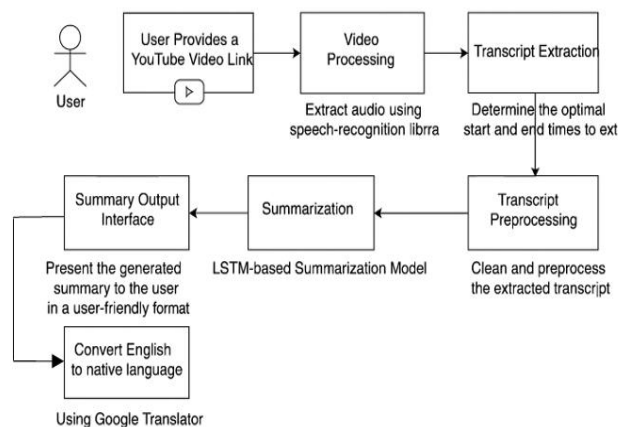 User
User Provides a
YouTube Video Link
Video
Processing
Extract audio using
speech-recognition librra
Transcript Extraction
Determine the optimal
start and end times to ext
Transcript
Preprocessing
Clean and preprocess
the extracted transcript
Summarization
LSTM-based Summarization Model
Summary Output
Interface
Present the generated
summary to the user
in a user-friendly format
Convert English
to native language
Using Google Translator